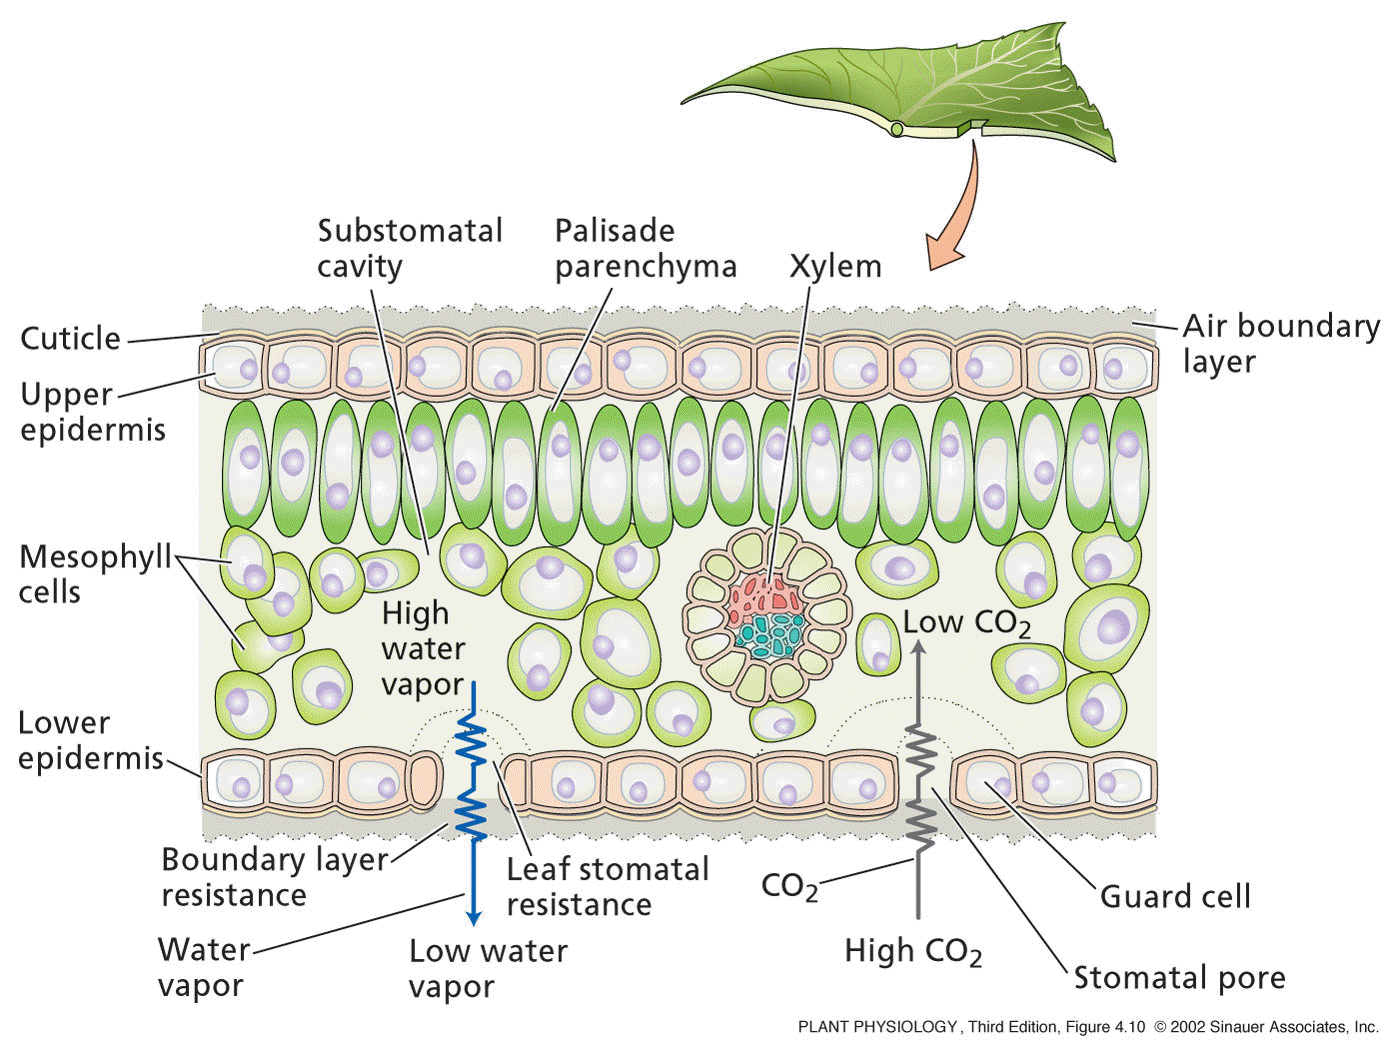 Substomatal
cavity
Palisade
parenchyma
Xylem
Cuticle
Air boundary
layer
Upper
epidermis
Mesophyll
cells
High
water
vapor
Low CO₂
Lower
epidermis
Boundary layer
resistance
Leaf stomatal
resistance
CO₂
Guard cell
Water
vapor
Low water
vapor
High CO₂
Stomatal pore
PLANT PHYSIOLOGY, Third Edition, Figure 4.10 © 2002 Sinauer Associates, Inc.